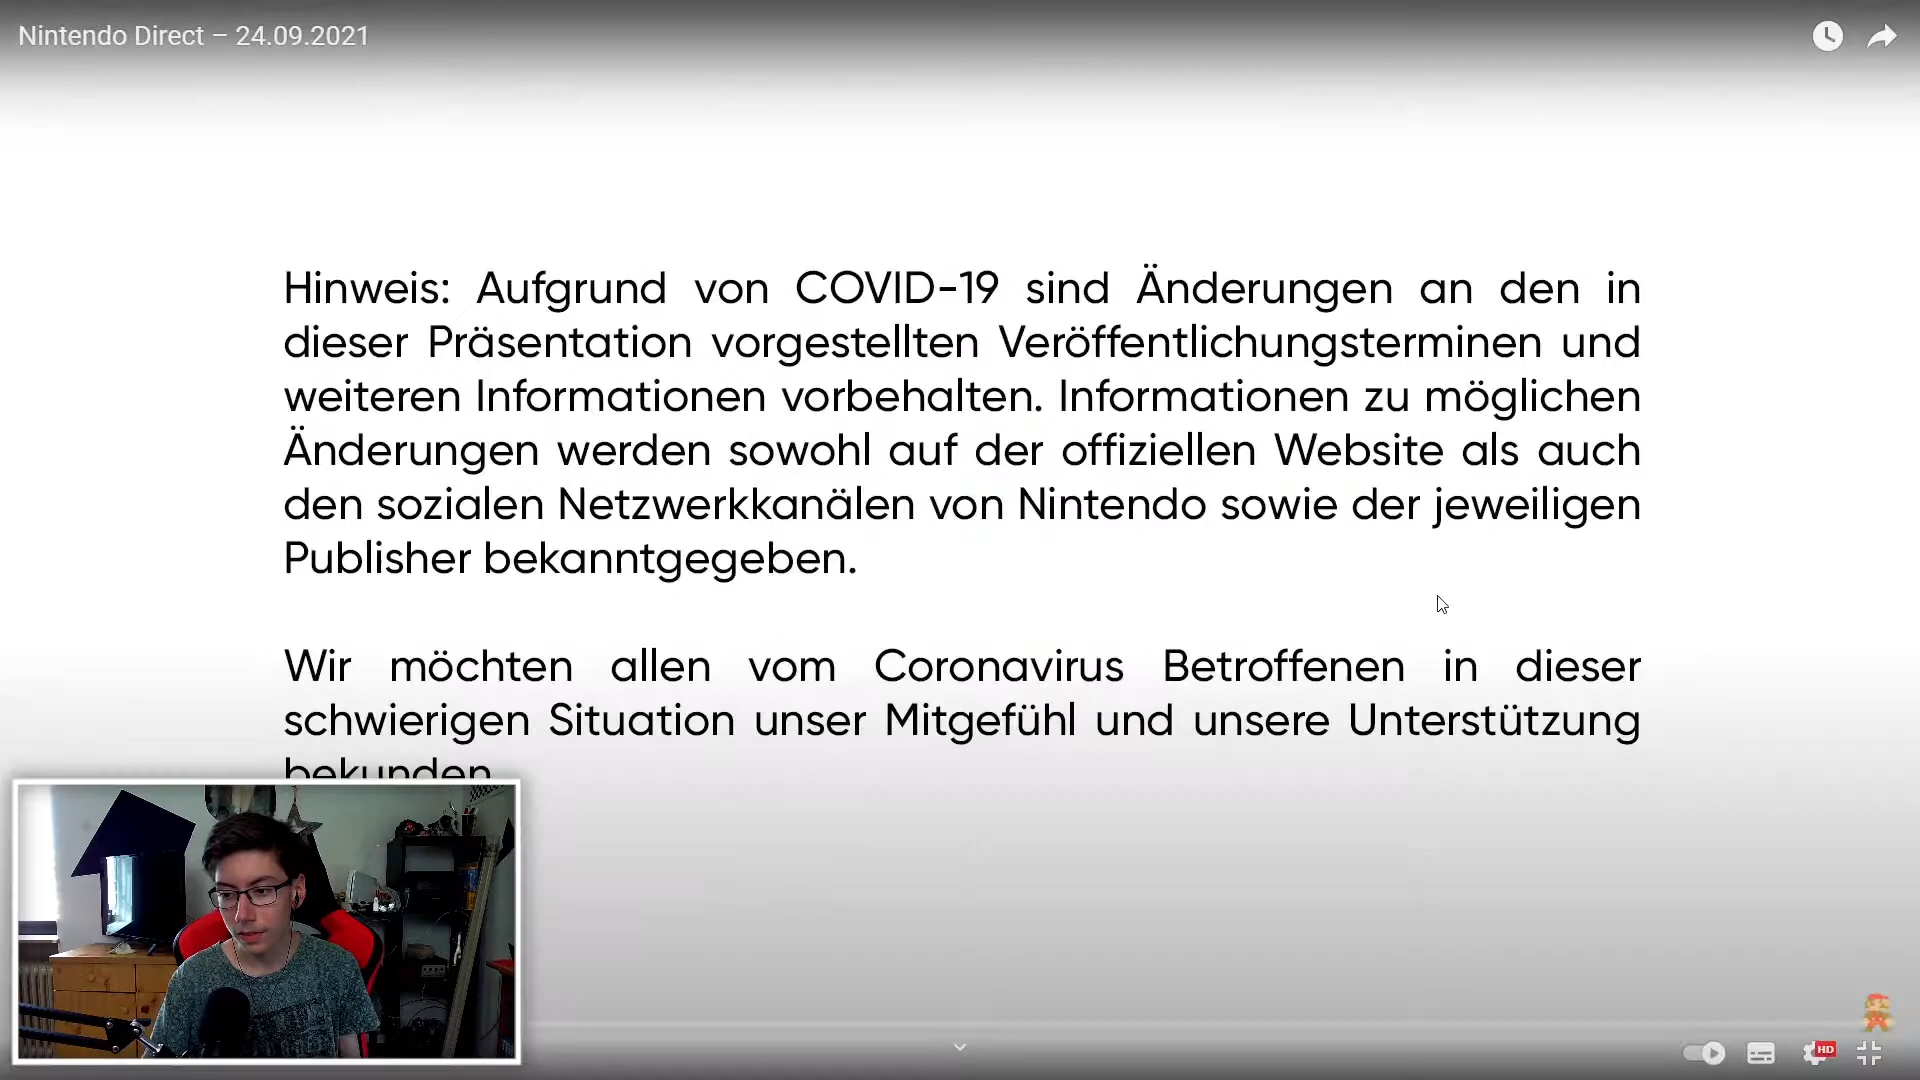 Nintendo Direct – 24.09.2021
Hinweis: Aufgrund von COVID-19 sind Änderungen an den in
dieser Präsentation vorgestellten Veröffentlichungsterminen und
weiteren Informationen vorbehalten. Informationen zu möglichen
Änderungen werden sowohl auf der offiziellen Website als auch
den sozialen Netzwerkkanälen von Nintendo sowie der jeweiligen
Publisher bekanntgegeben.
Wir möchten allen vom Coronavirus Betroffenen in dieser
schwierigen Situation unser Mitgefühl und unsere Unterstützung
bekunden.
HD